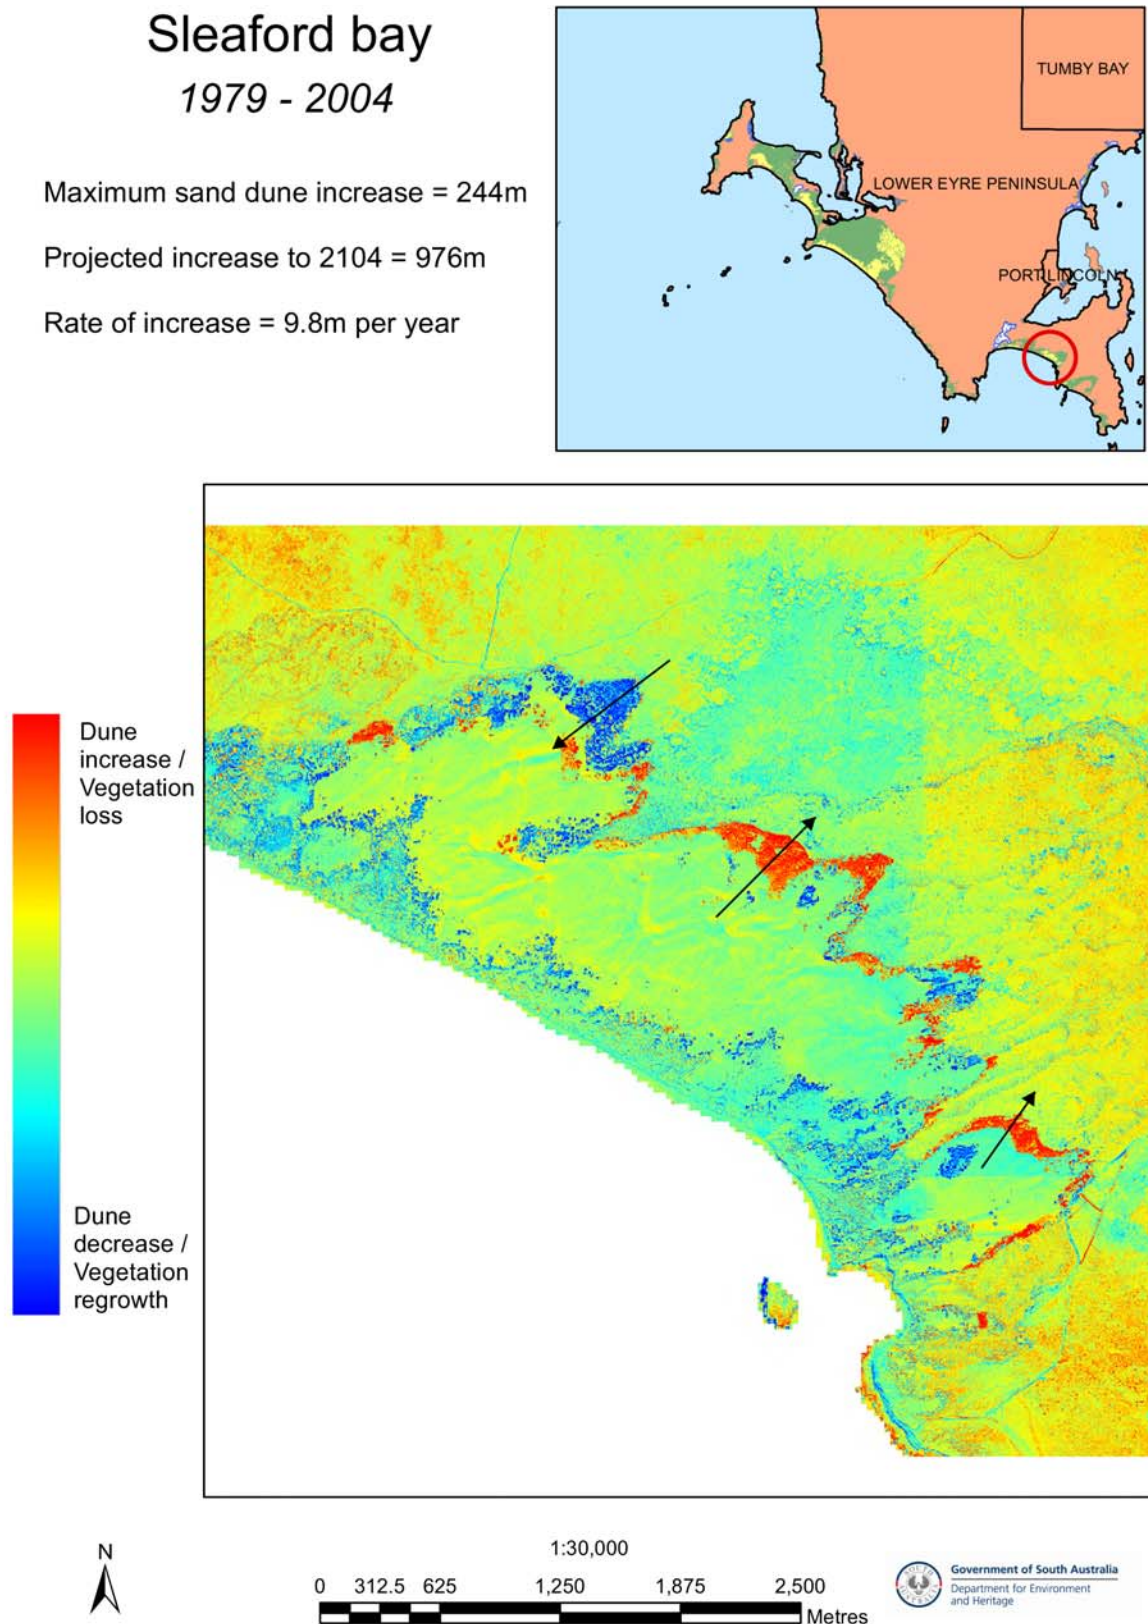 Sleaford bay
1979 - 2004
Maximum sand dune increase = 244m
Projected increase to 2104 = 976m
Rate of increase = 9.8m per year
TUMBY BAY
LOWER EYRE PENINSULA
PORT LINCOLN
Dune
increase /
Vegetation
loss
Dune
decrease /
Vegetation
regrowth
N
1:30,000
0 312.5 625 1,250 1,875 2,500
Metres
SOUTH
AUSTRALIA
Government of South Australia
Department for Environment
and Heritage